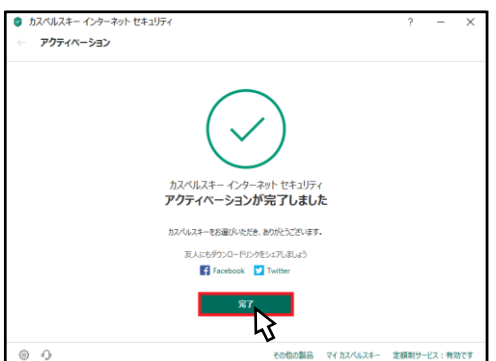 カスペルスキー インターネット セキュリティ
? − ×
← アクティベーション
カスペルスキー インターネット セキュリティ
アクティベーションが完了しました
カスペルスキーをお選びいただき、ありがとうございます。
友人にもダウンロードリンクをシェアしましょう
Facebook Twitter
完了
その他の製品 マイ カスペルスキー 定額制サービス：有効です